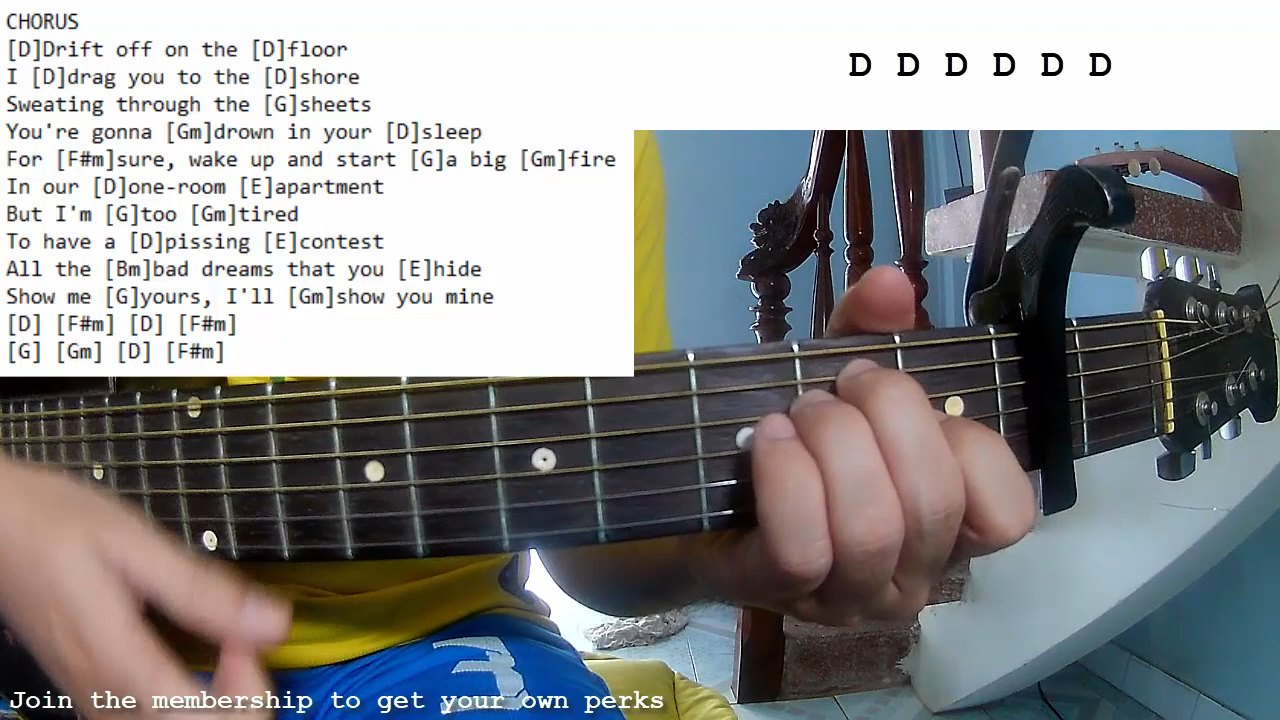 CHORUS
[D]Drift off on the [D]floor
I [D]drag you to the [D]shore
Sweating through the [G]sheets
You're gonna [Gm]drown in your [D]sleep
For [F#m]sure, wake up and start [G]a big [Gm]fire
In our [D]one-room [E]apartment
But I'm [G]too [Gm]tired
To have a [D]pissing [E]contest
All the [Bm]bad dreams that you [E]hide
Show me [G]yours, I'll [Gm]show you mine
[D] [F#m] [D] [F#m]
[G] [Gm] [D] [F#m]
D D D D D D
Join the membership to get your own perks